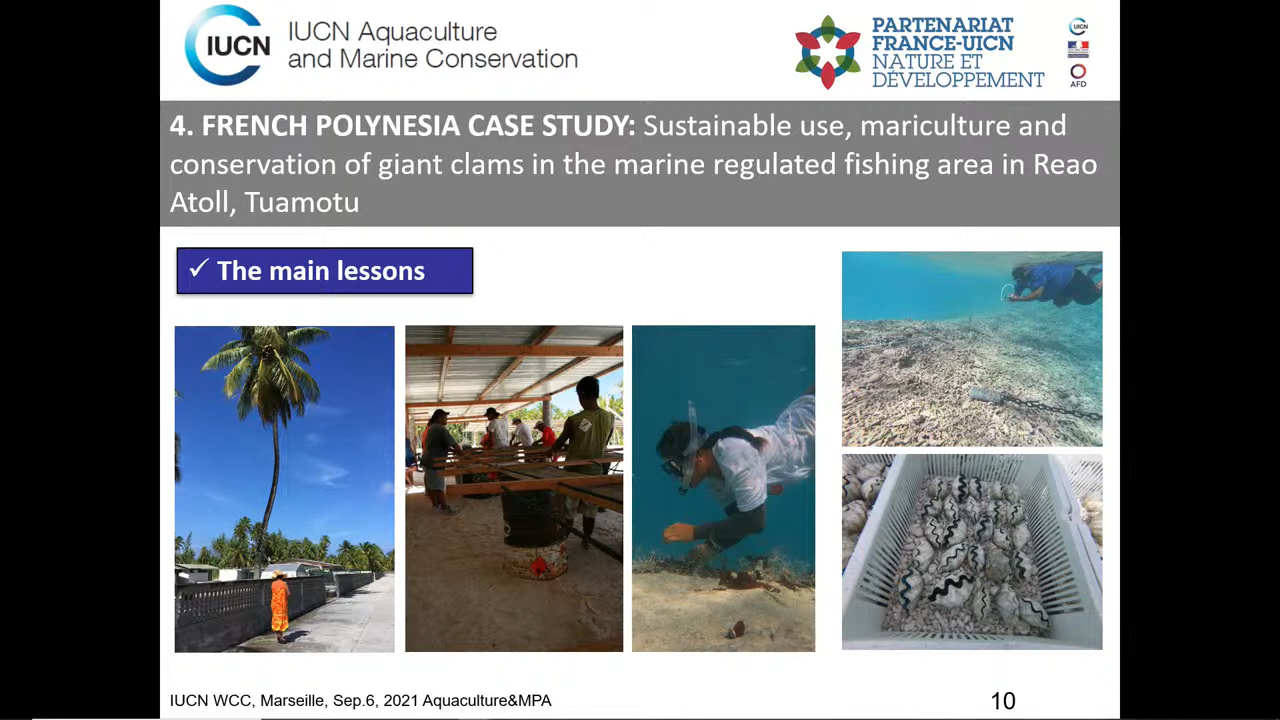 IUCN
IUCN Aquaculture
and Marine Conservation
PARTENARIAT
FRANCE-UICN
NATURE ET
DÉVELOPPEMENT
UICN
AFD
4. FRENCH POLYNESIA CASE STUDY: Sustainable use, mariculture and
conservation of giant clams in the marine regulated fishing area in Reao
Atoll, Tuamotu
✓ The main lessons
IUCN WCC, Marseille, Sep.6, 2021 Aquaculture&MPA
10